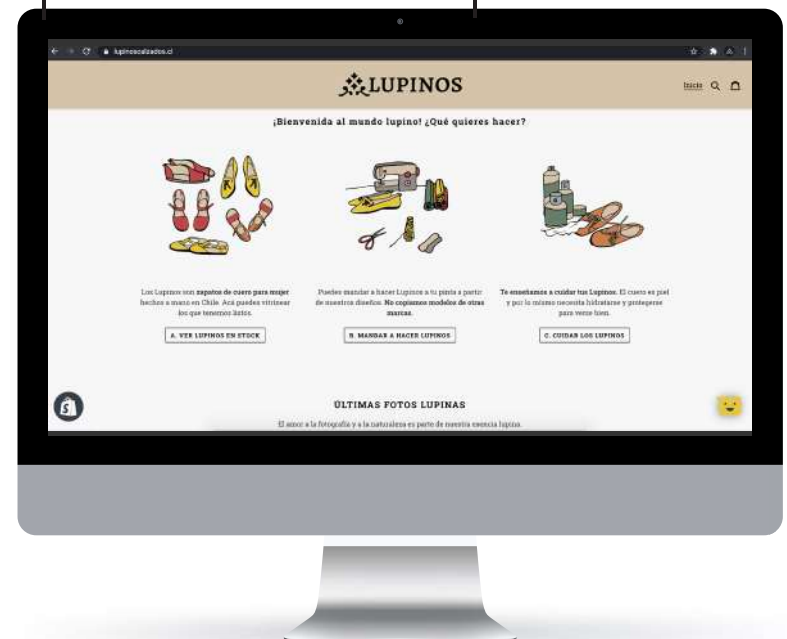 lupinoscalzados.cl
LUPINOS
Inicio
¡Bienvenida al mundo lupino! ¿Qué quieres hacer?
Los Lupinos son zapatos de cuero para mujer
hechos a mano en Chile. Acá puedes vitrinear
los que tenemos listos.
A. VER LUPINOS EN STOCK
Puedes mandar a hacer Lupinos a tu pinta a partir
de nuestros diseños. No copiamos modelos de otras
marcas.
B. MANDAR A HACER LUPINOS
Te enseñamos a cuidar tus Lupinos. El cuero es piel
y por lo mismo necesita hidratarse y protegerse
para verse bien.
C. CUIDAR LOS LUPINOS
ÚLTIMAS FOTOS LUPINAS
El amor a la fotografía y a la naturaleza es parte de nuestra esencia lupina.